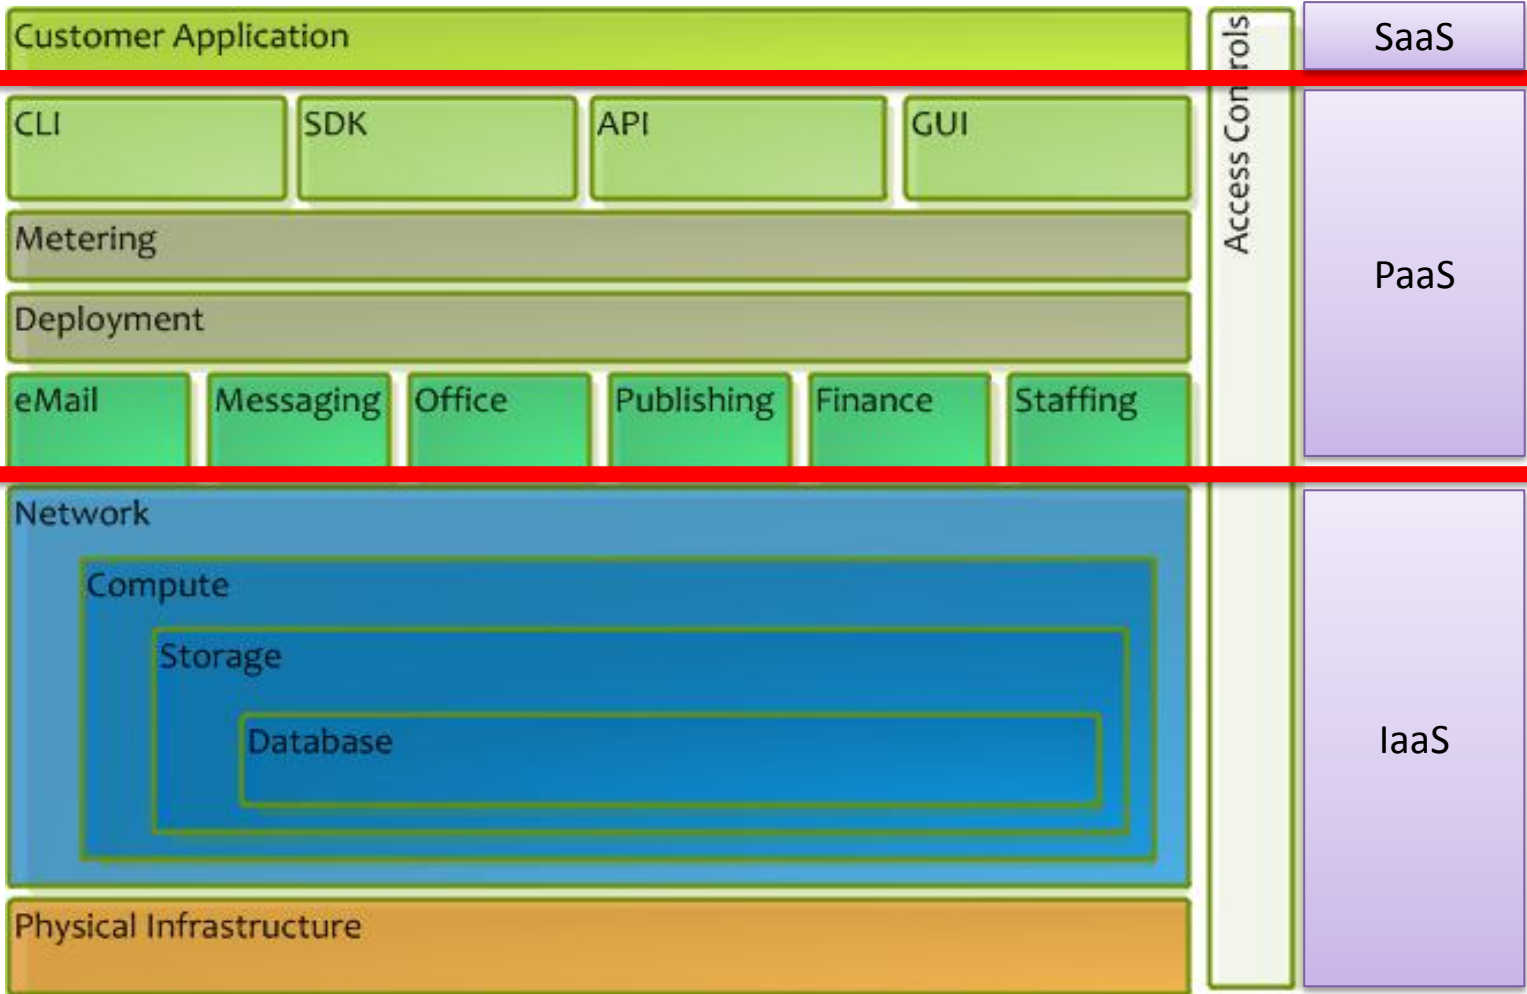 Customer Application
SaaS
CLI
SDK
API
GUI
Access Controls
Metering
PaaS
Deployment
eMail
Messaging
Office
Publishing
Finance
Staffing
Network
Compute
Storage
Database
IaaS
Physical Infrastructure